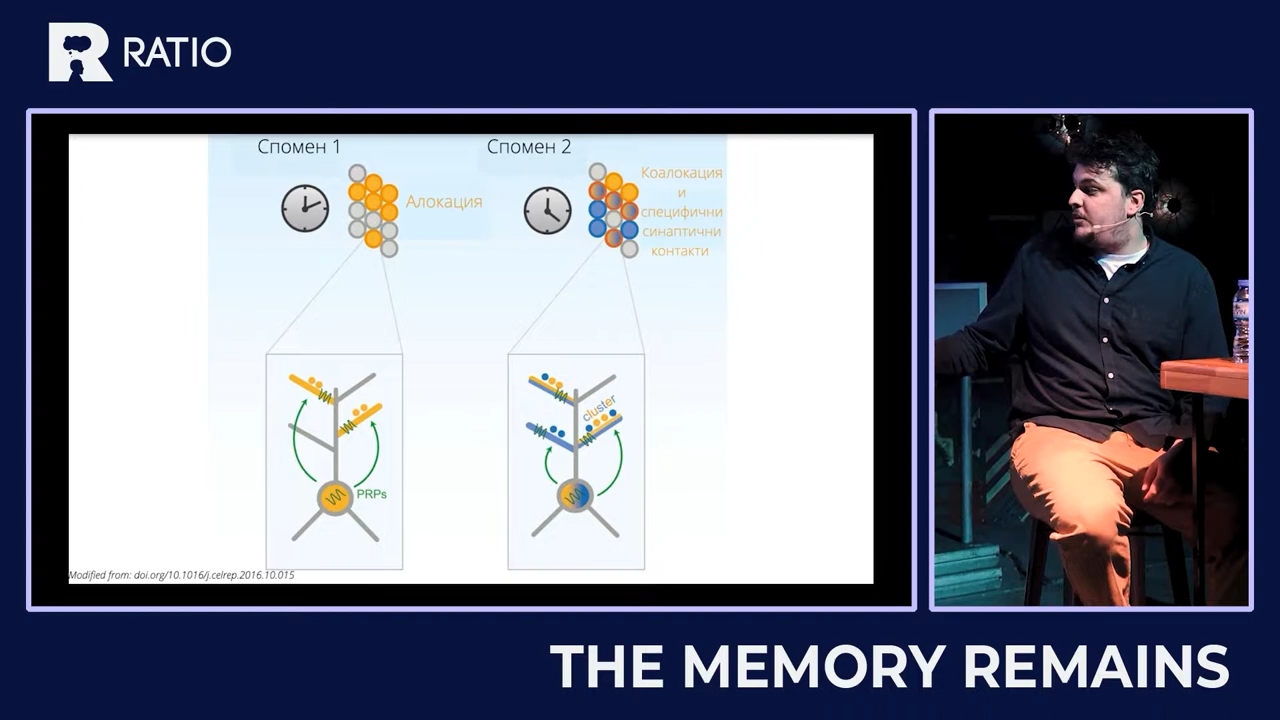 RATIO
Спомен 1
Спомен 2
Алокация
Коалокация
и
специфични
синаптични
контакти
cluster
PRPs
Modified from: doi.org/10.1016/j.celrep.2016.10.015
THE MEMORY REMAINS